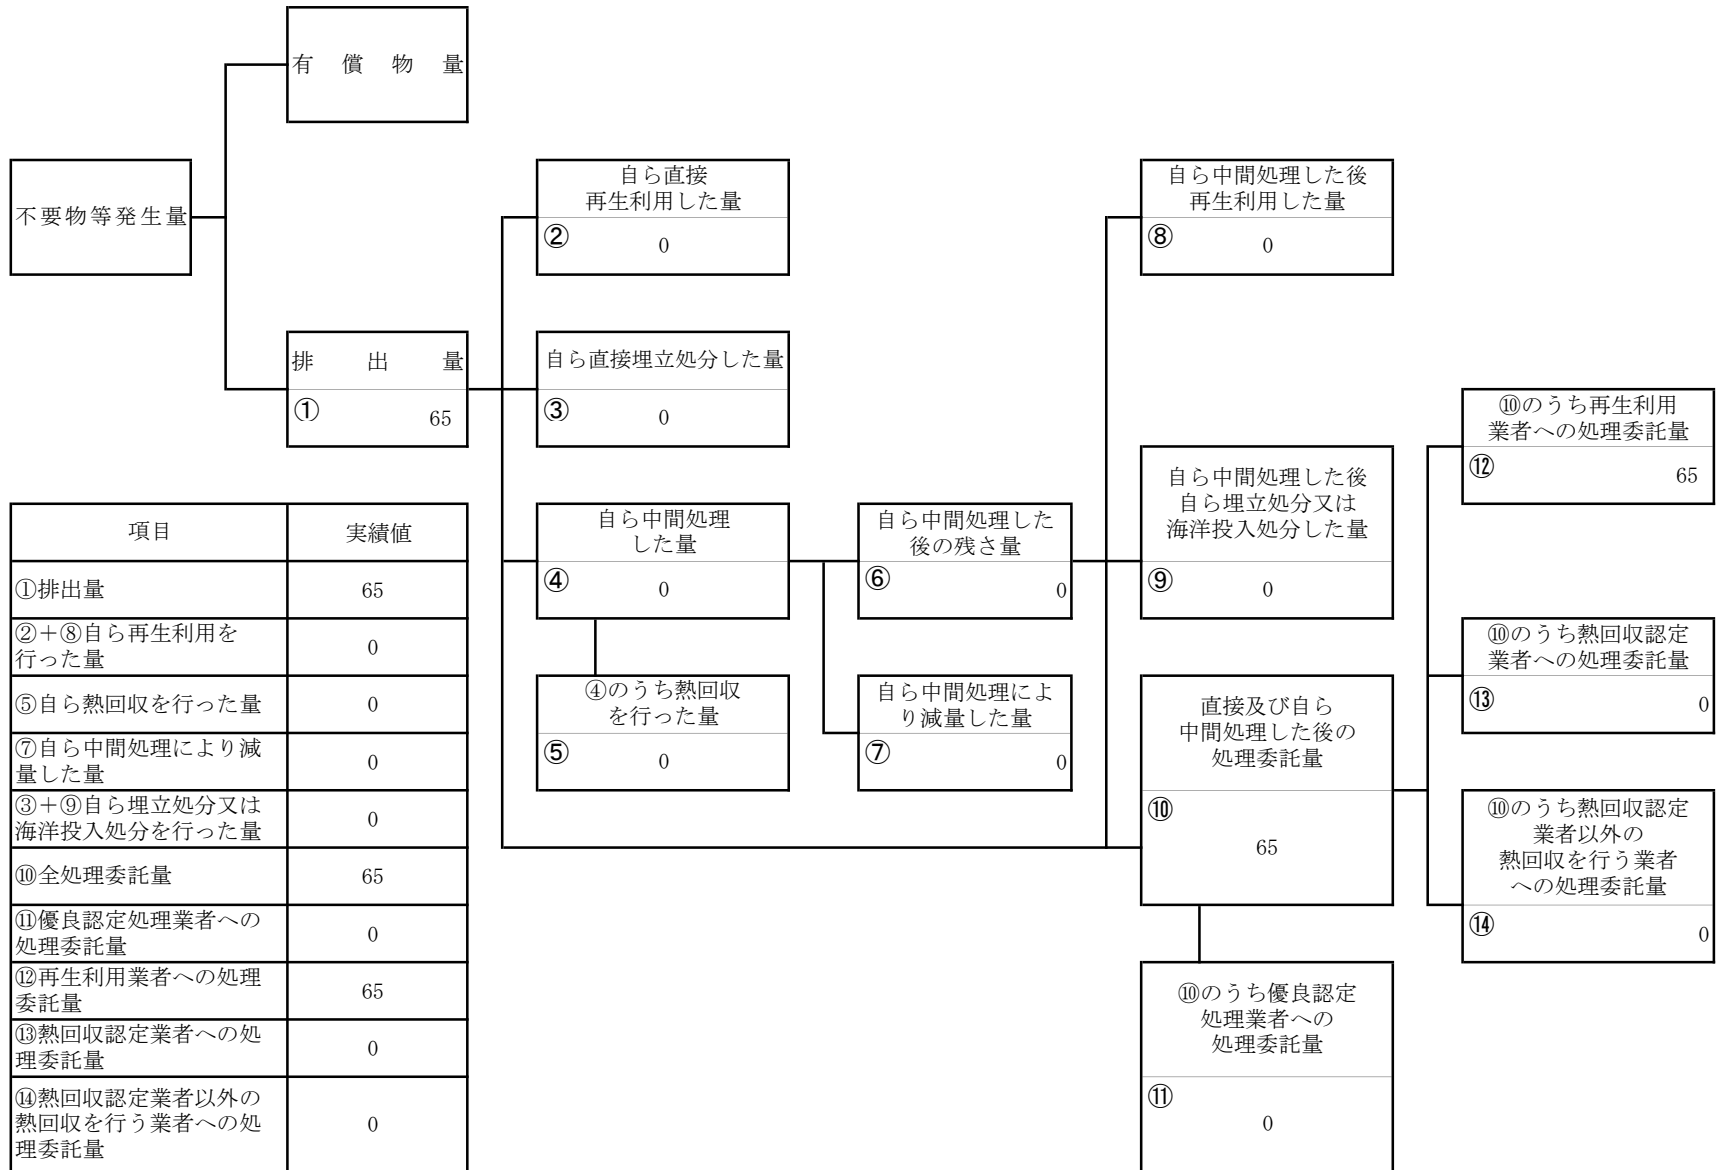 有償物量
不要物等発生量
排出量
①
65
自ら直接
再生利用した量
②
0
自ら直接埋立処分した量
③
0
自ら中間処理
した量
④
0
④のうち熱回収
を行った量
⑤
0
自ら中間処理した
後の残さ量
⑥
0
自ら中間処理によ
り減量した量
⑦
0
自ら中間処理した後
再生利用した量
⑧
0
自ら中間処理した後
自ら埋立処分又は
海洋投入処分した量
⑨
0
直接及び自ら
中間処理した後の
処理委託量
⑩
65
⑩のうち優良認定
処理業者への
処理委託量
⑪
0
⑩のうち再生利用
業者への処理委託量
⑫
65
⑩のうち熱回収認定
業者への処理委託量
⑬
0
⑩のうち熱回収認定
業者以外の
熱回収を行う業者
への処理委託量
⑭
0
項目 実績値
①排出量 65
②+⑧自ら再生利用を
行った量 0
⑤自ら熱回収を行った量 0
⑦自ら中間処理により減
量した量 0
③+⑨自ら埋立処分又は
海洋投入処分を行った量 0
⑩全処理委託量 65
⑪優良認定処理業者への
処理委託量 0
⑫再生利用業者への処理
委託量 65
⑬熱回収認定業者への処
理委託量 0
⑭熱回収認定業者以外の
熱回収を行う業者への処
理委託量 0